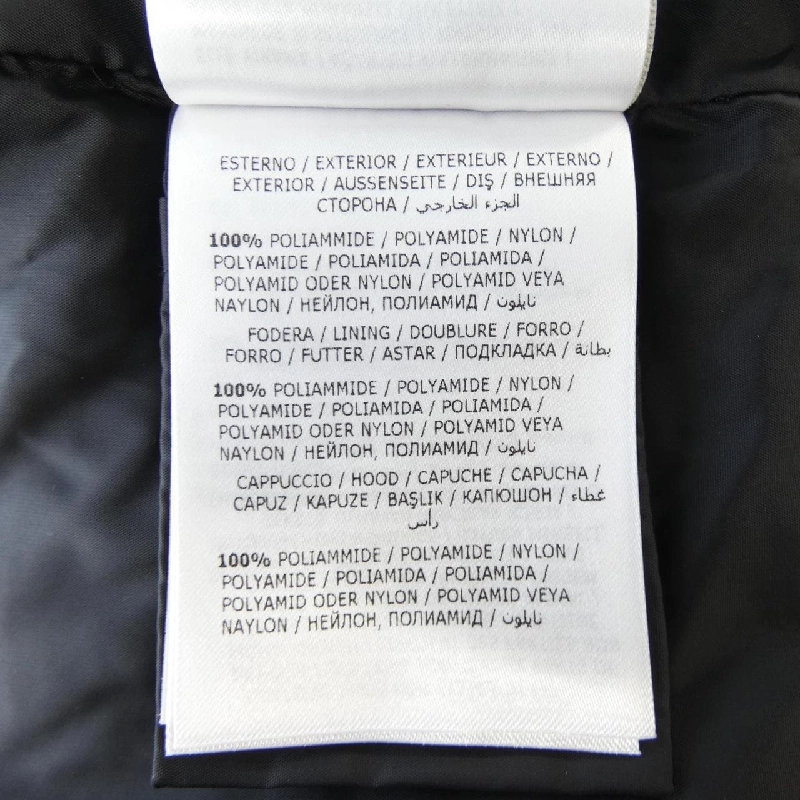 ESTERNO / EXTERIOR / EXTERIEUR / EXTERNO /
EXTERIOR / AUSSENSEITE / DIŞ / ВНЕШНЯЯ
СТОРОНА / الجزء الخارجي
100% POLIAMMIDE / POLYAMIDE / NYLON /
POLYAMIDE / POLIAMIDA / POLIAMIDA /
POLYAMID ODER NYLON / POLYAMID VEYA
NAYLON / НЕЙЛОН, ПОЛИАМИД / نايلون
FODERA / LINING / DOUBLURE / FORRO /
FORRO / FUTTER / ASTAR / ПОДКЛАДКА / بطانة
100% POLIAMMIDE / POLYAMIDE / NYLON /
POLYAMIDE / POLIAMIDA / POLIAMIDA /
POLYAMID ODER NYLON / POLYAMID VEYA
NAYLON / НЕЙЛОН, ПОЛИАМИД / نايلون
CAPPUCCIO / HOOD / CAPUCHE / CAPUCHA /
CAPUZ / KAPUZE / BAŞLIK / КАПЮШОН / غطاء
رأس
100% POLIAMMIDE / POLYAMIDE / NYLON /
POLYAMIDE / POLIAMIDA / POLIAMIDA /
POLYAMID ODER NYLON / POLYAMID VEYA
NAYLON / НЕЙЛОН, ПОЛИАМИД / نايلون